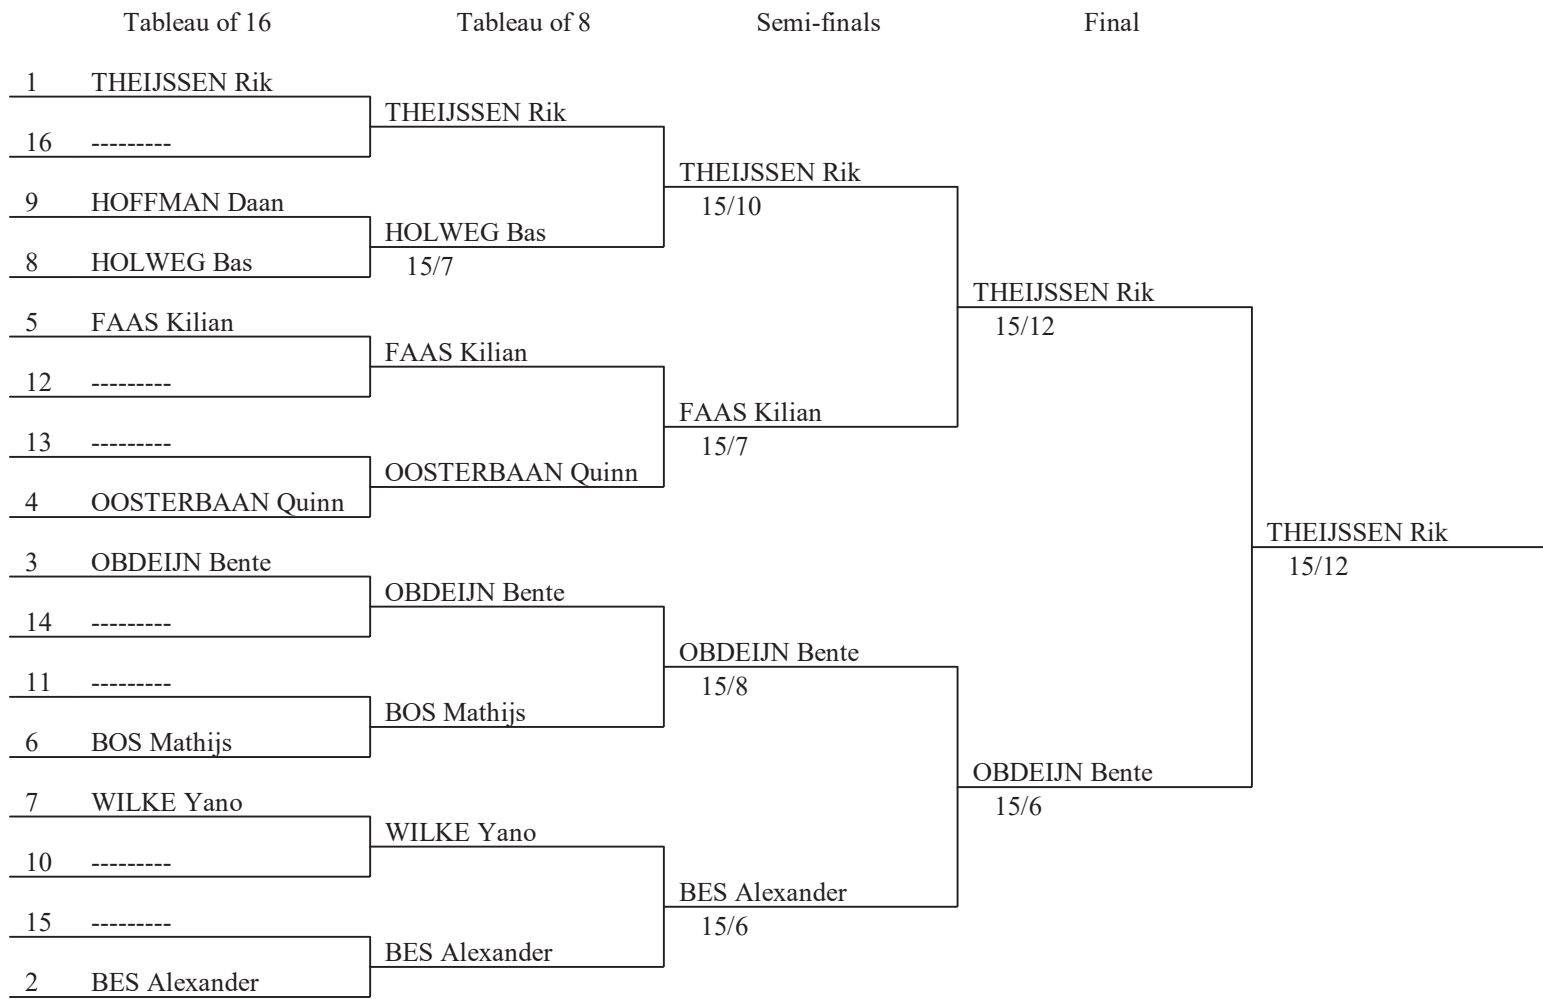 Tableau of 16 Tableau of 8 Semi-finals Final
1 THEIJSSEN Rik
THEIJSSEN Rik
16 ---------
THEIJSSEN Rik
9 HOFFMAN Daan
15/10
HOLWEG Bas
8 HOLWEG Bas
15/7
THEIJSSEN Rik
5 FAAS Kilian
15/12
FAAS Kilian
12 ---------
FAAS Kilian
13 ---------
15/7
OOSTERBAAN Quinn
4 OOSTERBAAN Quinn
THEIJSSEN Rik
3 OBDEIJN Bente
15/12
OBDEIJN Bente
14 ---------
OBDEIJN Bente
11 ---------
15/8
BOS Mathijs
6 BOS Mathijs
OBDEIJN Bente
7 WILKE Yano
15/6
WILKE Yano
10 ---------
BES Alexander
15 ---------
15/6
BES Alexander
2 BES Alexander